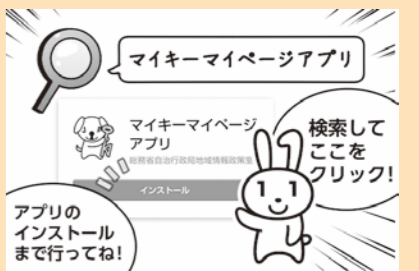 マイキーマイページアプリ
マイキーマイページ
アプリ
総務省自治行政局地域情報政策室
インストール
検索して
ここを
クリック!
アプリの
インストール
まで行ってね!